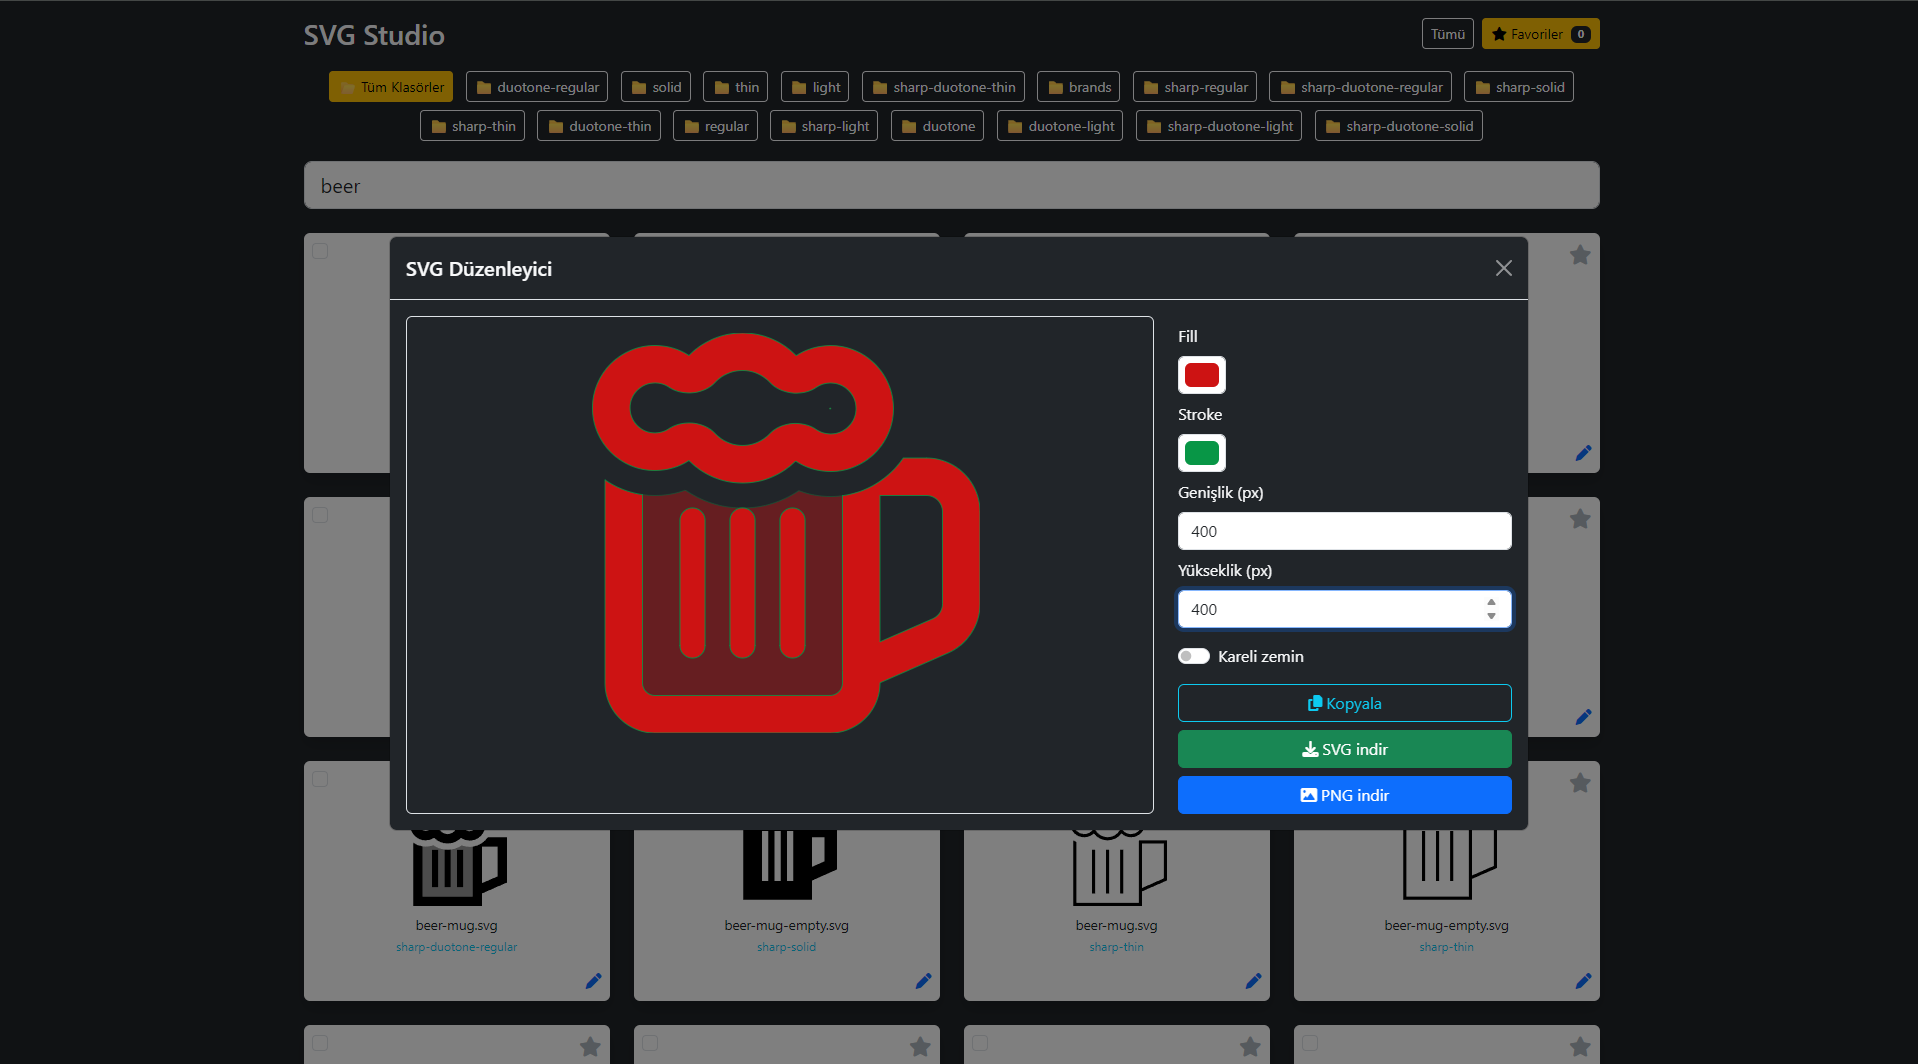 SVG Studio
Tümü
Favoriler 0
Tüm Klasörler duotone-regular solid thin light sharp-duotone-thin brands sharp-regular sharp-duotone-regular sharp-solid
sharp-thin duotone-thin regular sharp-light duotone duotone-light sharp-duotone-light sharp-duotone-solid
beer
SVG Düzenleyici
Fill
Stroke
Genişlik (px)
400
Yükseklik (px)
400
Kareli zemin
Kopyala
SVG indir
PNG indir
beer-mug.svg
sharp-duotone-regular
beer-mug-empty.svg
sharp-solid
beer-mug.svg
sharp-thin
beer-mug-empty.svg
sharp-thin